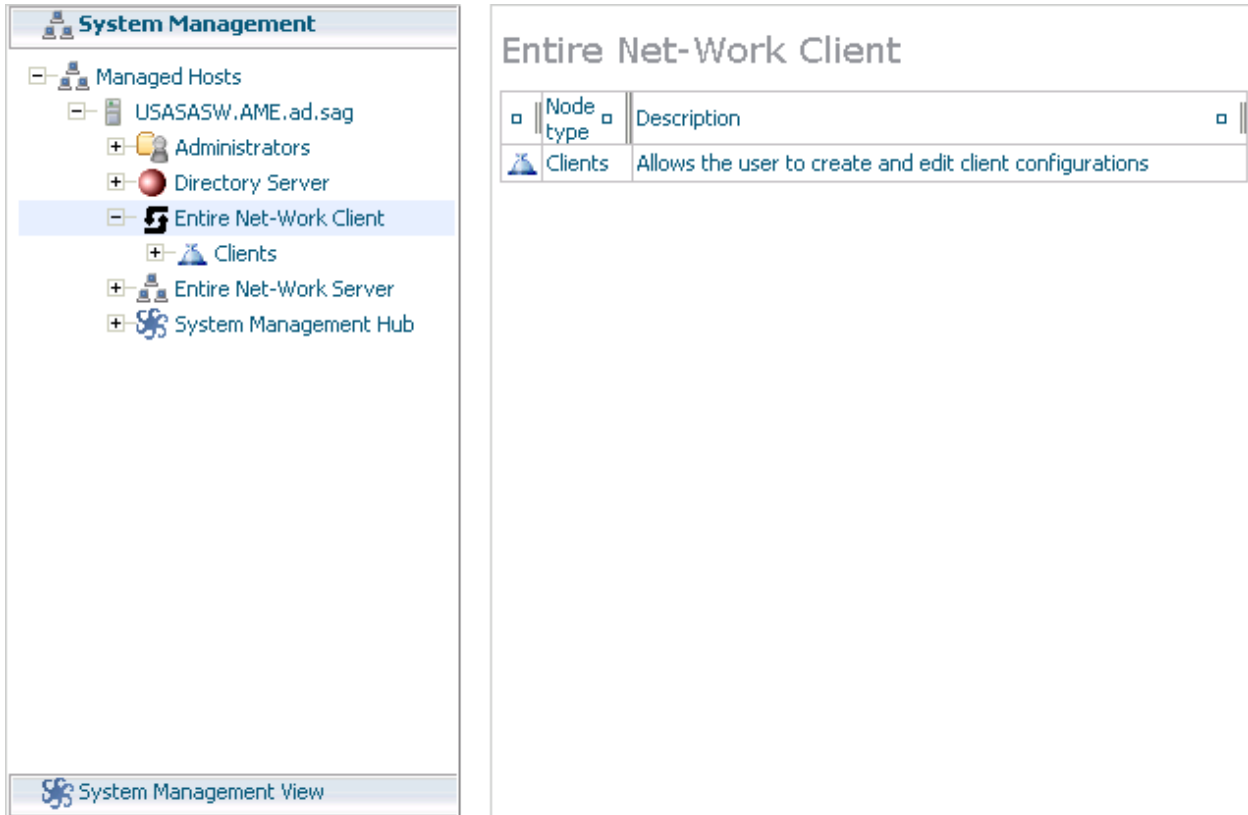 System Management
Managed Hosts
USASASW.AME.ad.sag
Administrators
Directory Server
Entire Net-Work Client
Clients
Entire Net-Work Server
System Management Hub
System Management View
Entire Net-Work Client
Node type Description
Clients Allows the user to create and edit client configurations